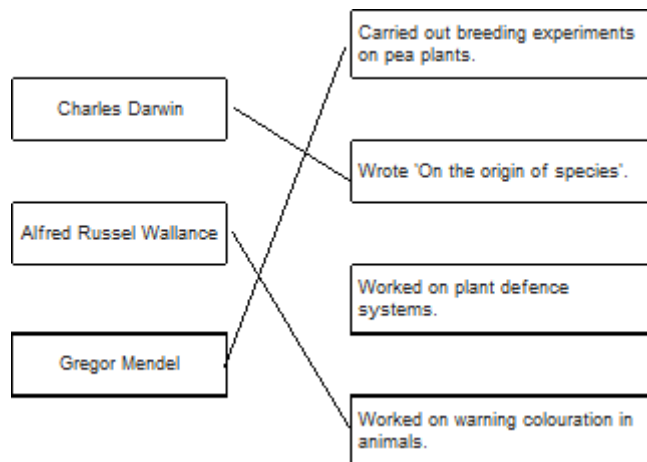 Carried out breeding experiments
on pea plants.
Charles Darwin
Wrote "On the origin of species".
Alfred Russel Wallance
Worked on plant defence
systems.
Gregor Mendel
Worked on warning colouration in
animals.